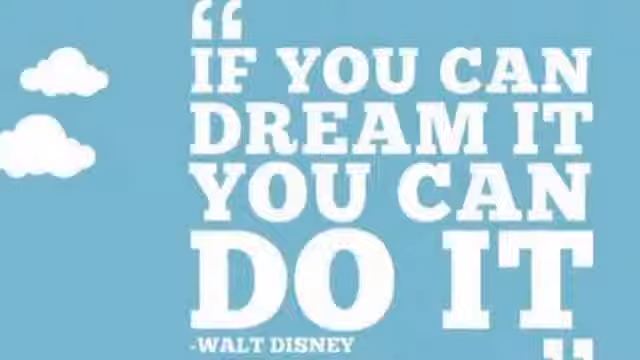 “
IF YOU CAN
DREAM IT
YOU CAN
DO IT
-WALT DISNEY
”